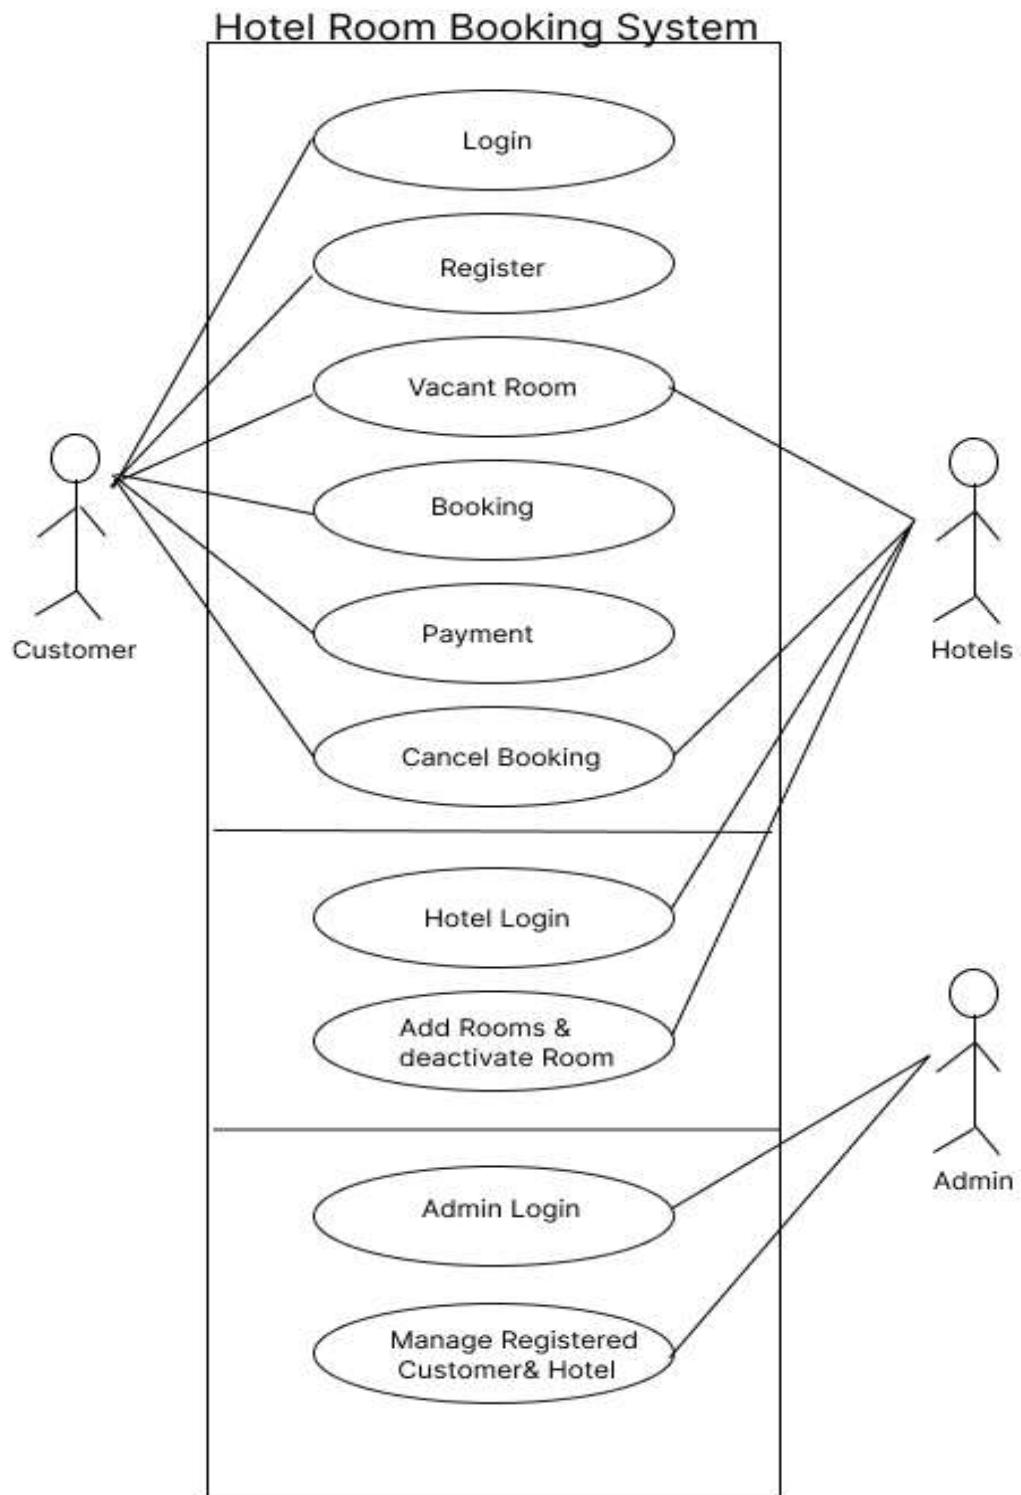 Hotel Room Booking System
Login
Register
Vacant Room
Booking
Payment
Customer
Hotels
Cancel Booking
Hotel Login
Add Rooms &
deactivate Room
Admin Login
Admin
Manage Registered
Customer& Hotel